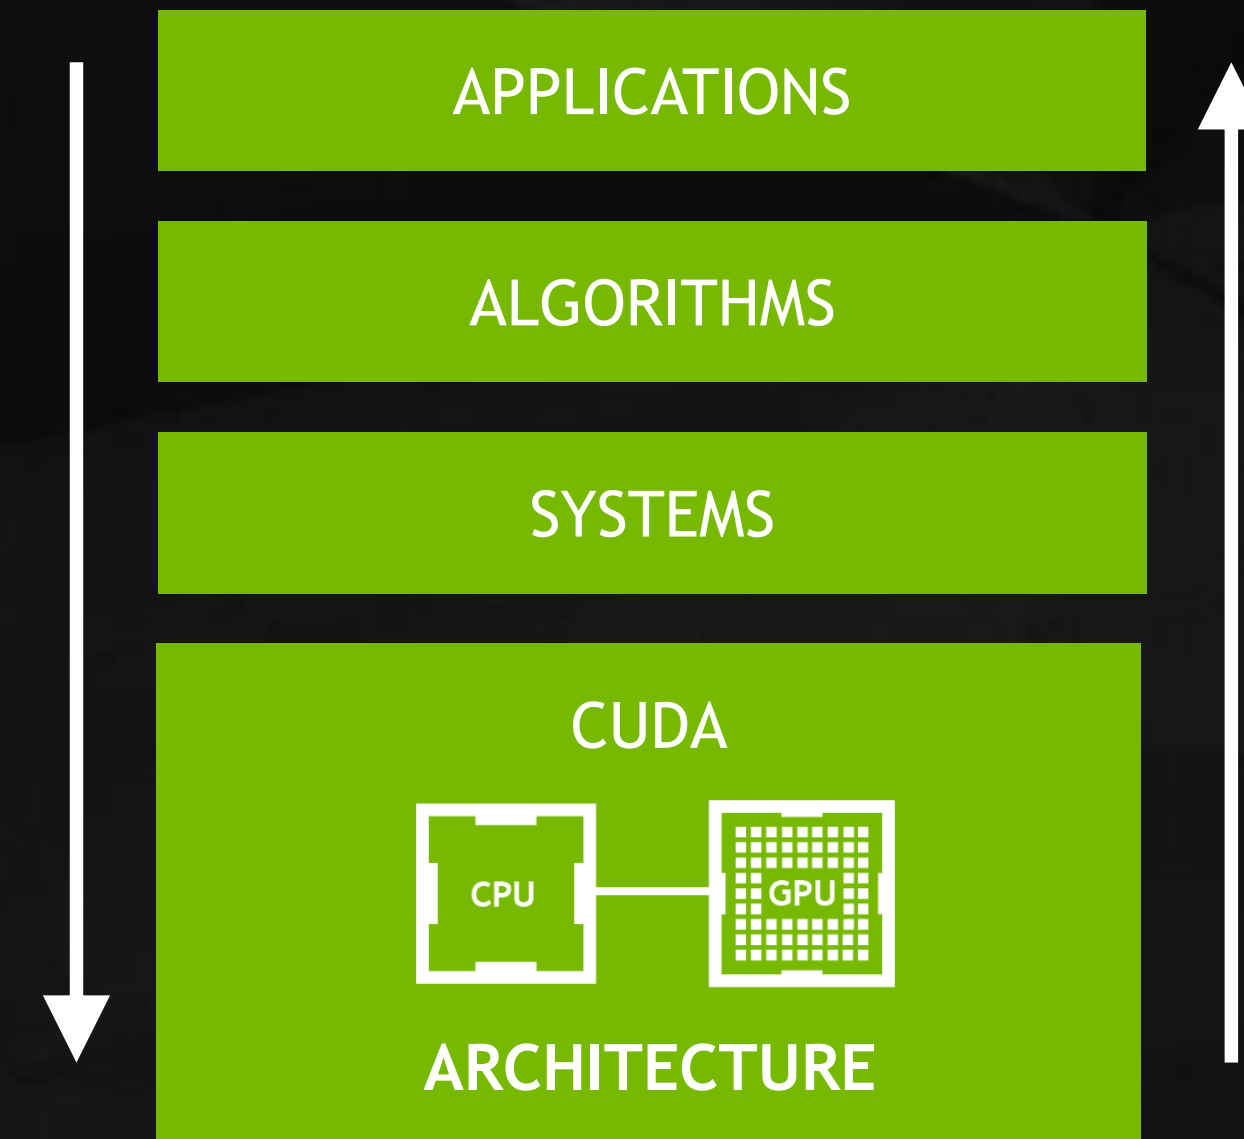 APPLICATIONS
ALGORITHMS
SYSTEMS
CUDA
CPU
GPU
ARCHITECTURE